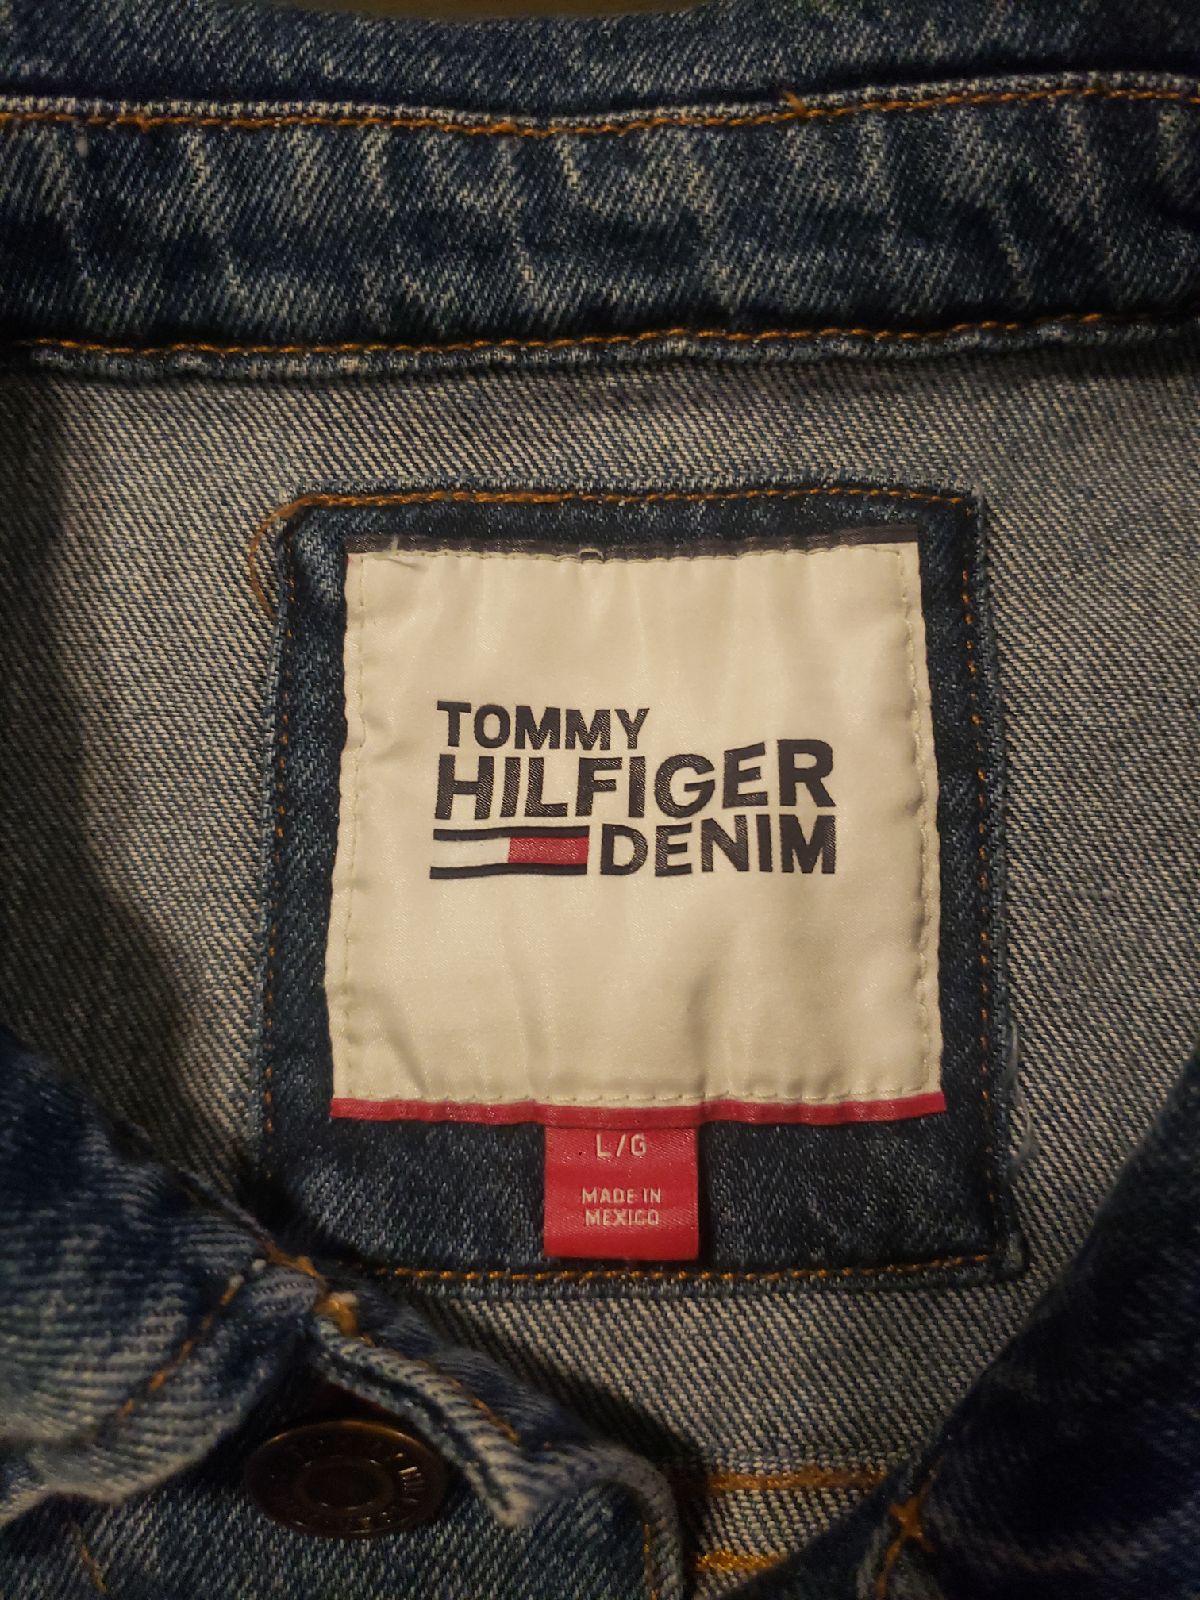 TOMMY
HILFIGER
DENIM
L/G
MADE IN
MEXICO